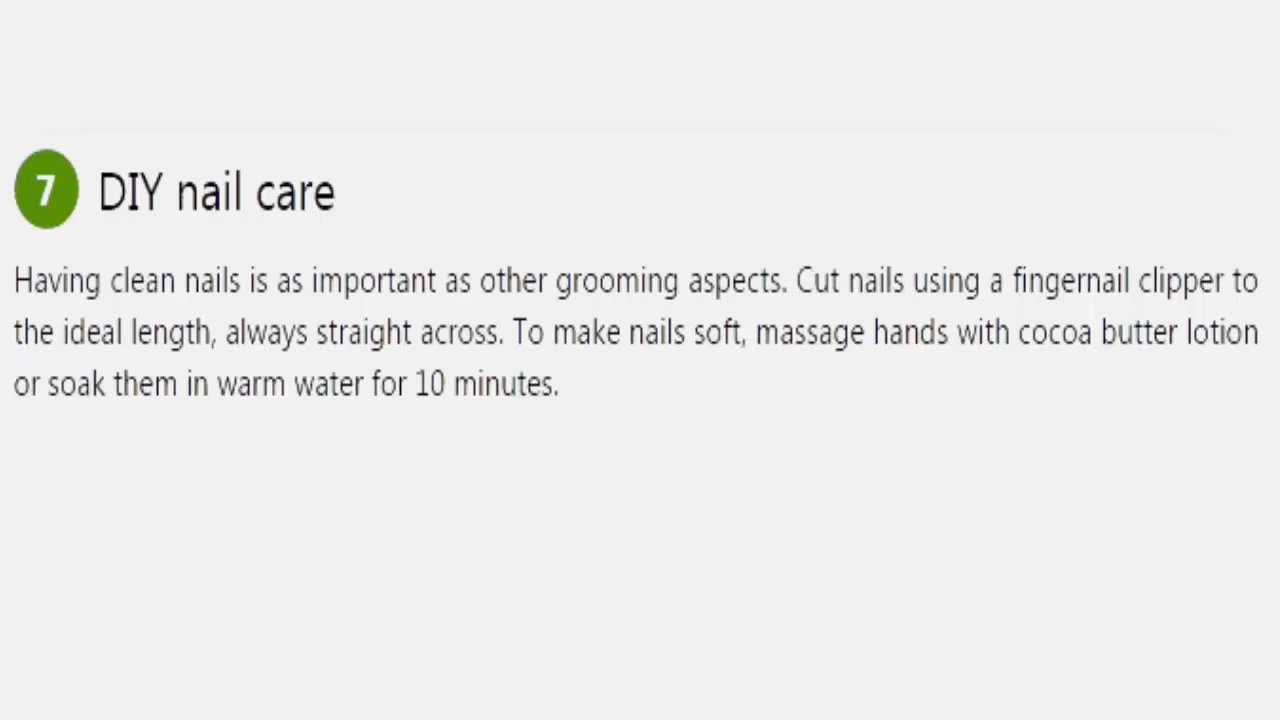 7 DIY nail care
Having clean nails is as important as other grooming aspects. Cut nails using a fingernail clipper to
the ideal length, always straight across. To make nails soft, massage hands with cocoa butter lotion
or soak them in warm water for 10 minutes.